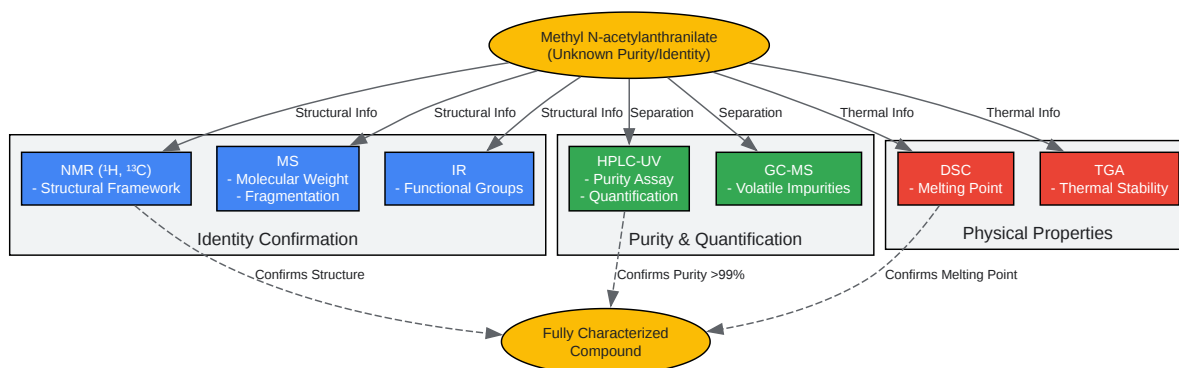 Methyl N-acetylanthranilate
(Unknown Purity/Identity)
Structural Info
Structural Info
Structural Info
Separation
Separation
Thermal Info
Thermal Info
NMR (¹H, ¹³C)
- Structural Framework
MS
- Molecular Weight
- Fragmentation
IR
- Functional Groups
HPLC-UV
- Purity Assay
- Quantification
GC-MS
- Volatile Impurities
DSC
- Melting Point
TGA
- Thermal Stability
Identity Confirmation
Purity & Quantification
Physical Properties
Confirms Structure
Confirms Purity >99%
Confirms Melting Point
Fully Characterized
Compound